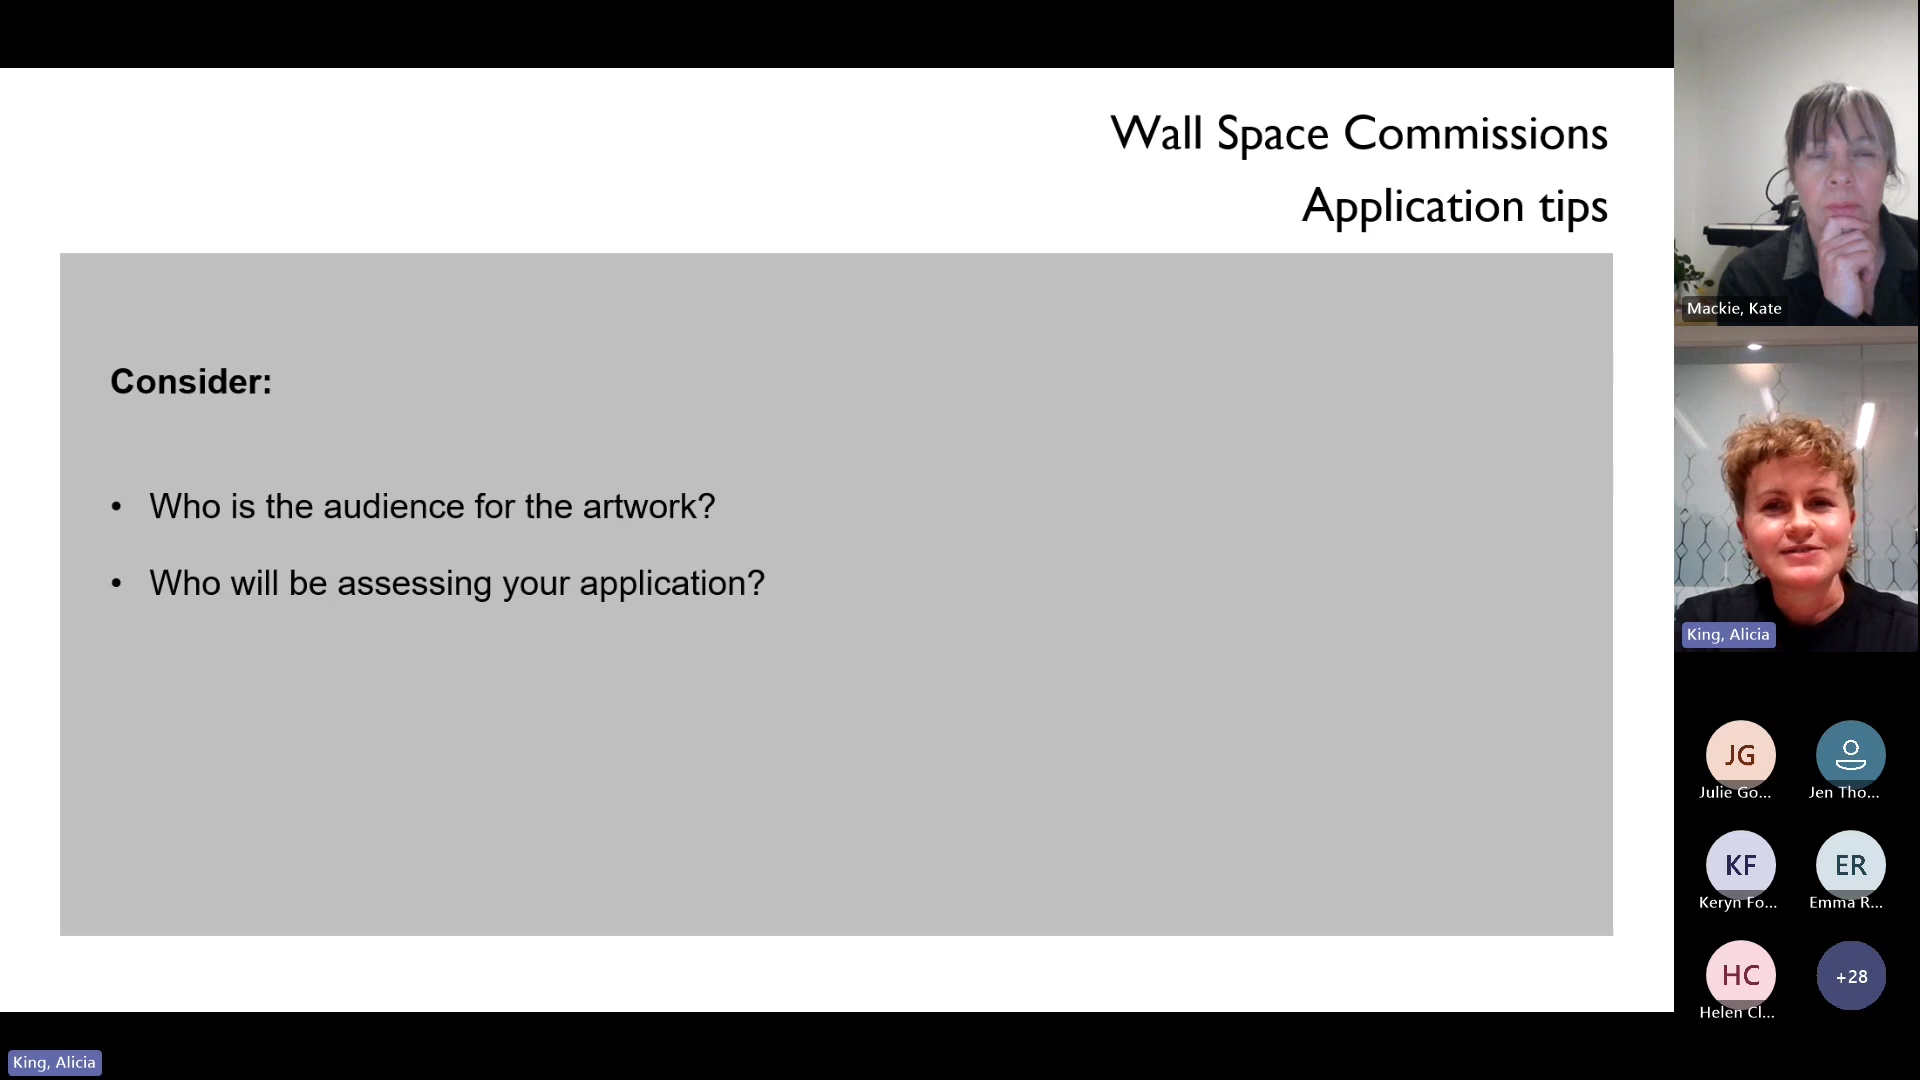 Wall Space Commissions
Application tips
Consider:
• Who is the audience for the artwork?
• Who will be assessing your application?
Mackie, Kate
King, Alicia
JG
Julie Go...
Jen Tho...
KF
Keryn Fo...
ER
Emma R...
HC
Helen Cl...
+28
King, Alicia